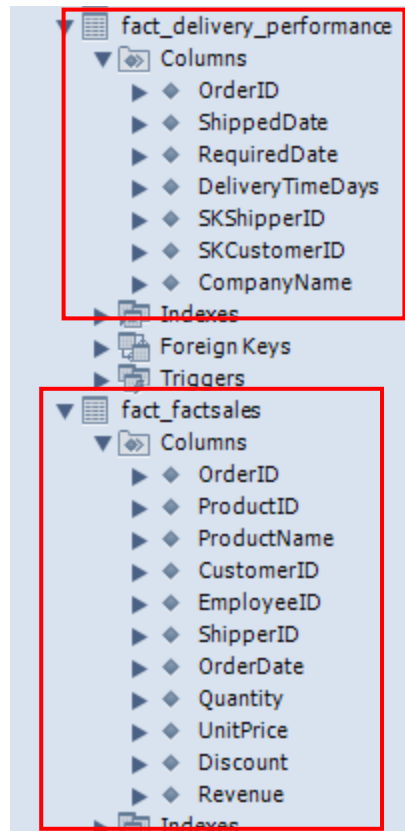 fact_delivery_performance
Columns
OrderID
ShippedDate
RequiredDate
DeliveryTimeDays
SKShipperID
SKCustomerID
CompanyName
Indexes
Foreign Keys
Triggers
fact_factsales
Columns
OrderID
ProductID
ProductName
CustomerID
EmployeeID
ShipperID
OrderDate
Quantity
UnitPrice
Discount
Revenue
Indexes